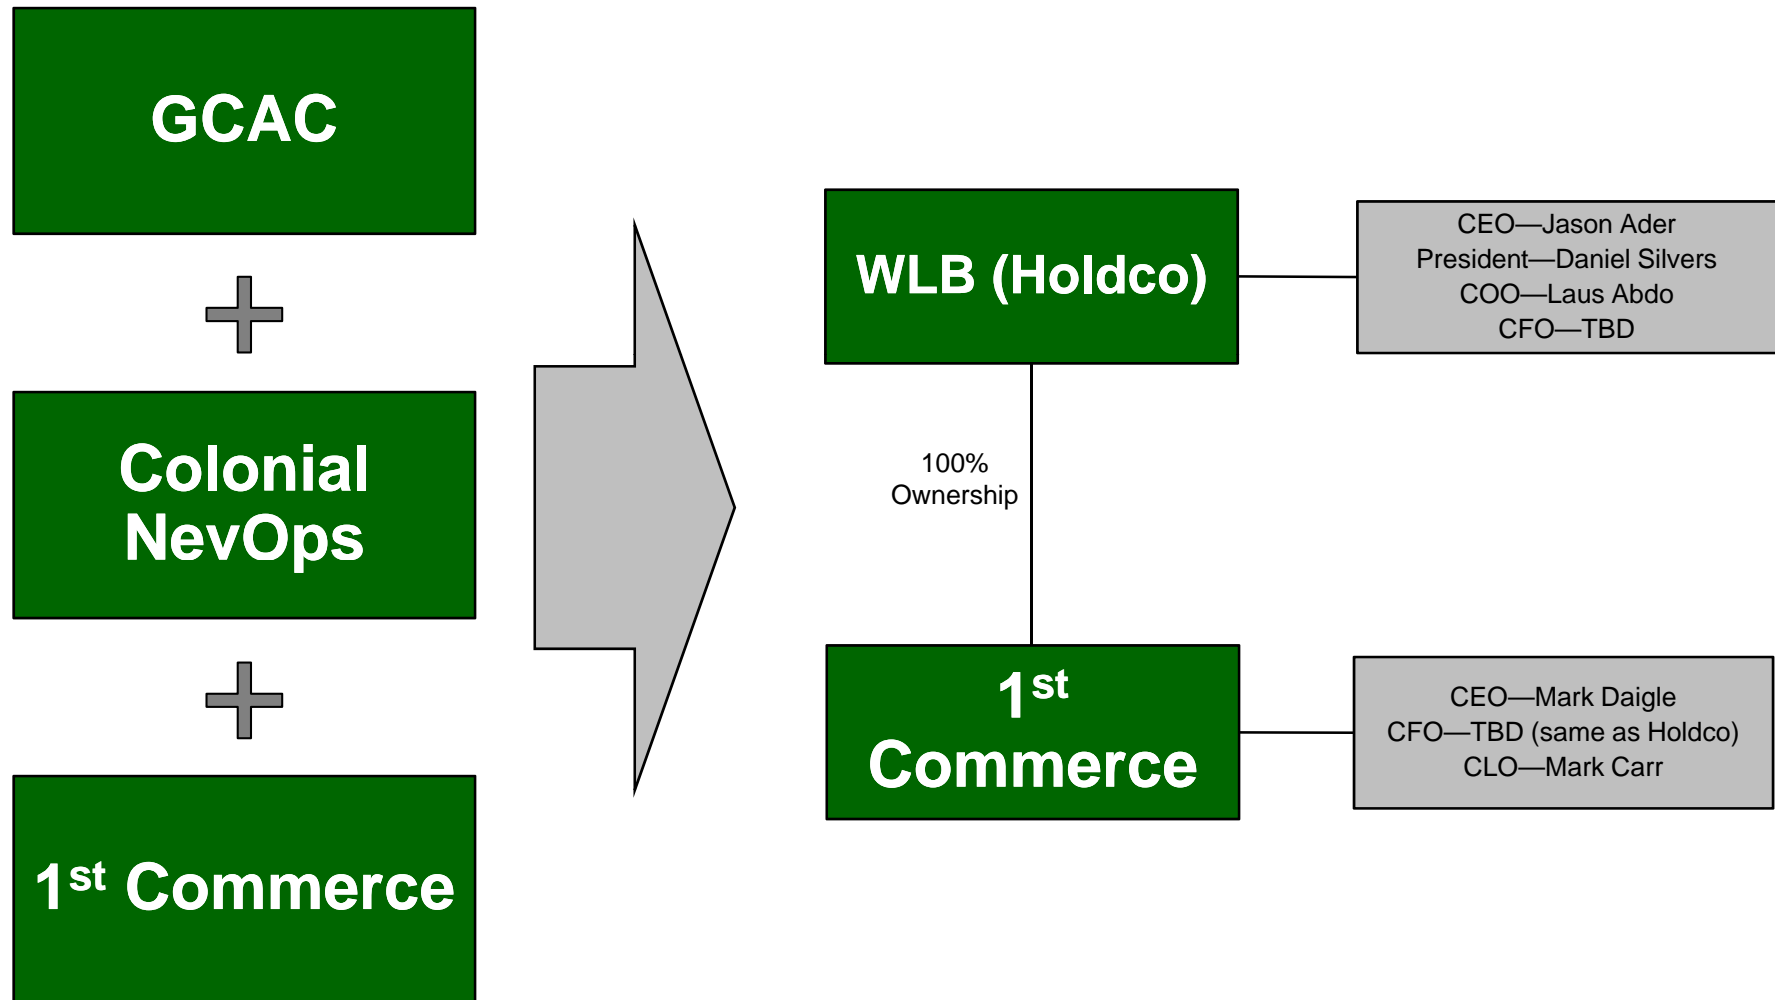 GCAC
Colonial
NevOps
1st Commerce
WLB (Holdco)
CEO—Jason Ader
President—Daniel Silvers
COO—Laus Abdo
CFO—TBD
100%
Ownership
1st
Commerce
CEO—Mark Daigle
CFO—TBD (same as Holdco)
CLO—Mark Carr